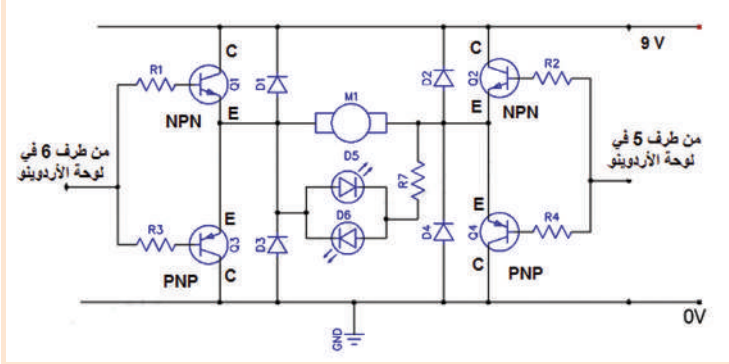 9 V
C
C
R1
Q1
D1
D2
Q2
R2
M1
E
E
NPN
NPN
من طرف 6 في
لوحة الأردوينو
من طرف 5 في
لوحة الأردوينو
D5
R7
D6
E
E
R3
Q3
D3
D4
Q4
R4
PNP
C
C
PNP
0V
GND